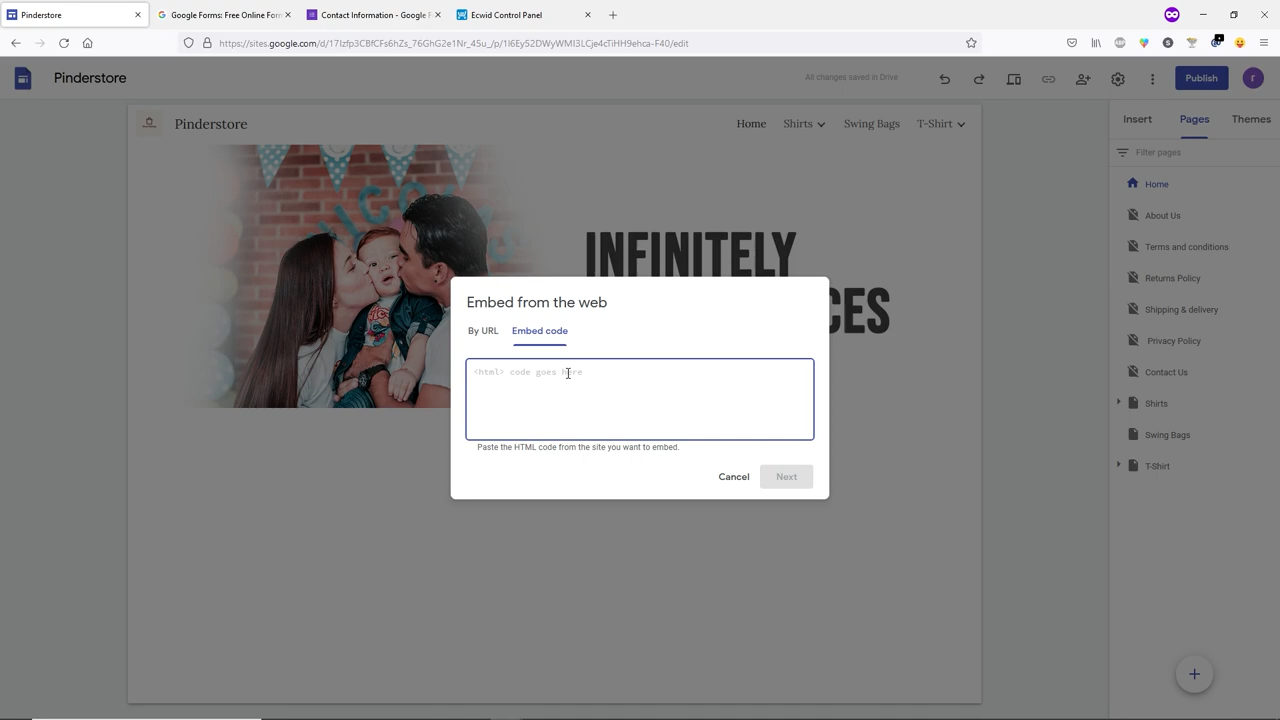 Pinderstore
Google Forms: Free Online Form
Contact Information - Google F
Ecwid Control Panel
https://sites.google.com/d/17Izfp3CBfCFs6hZs_76GhG2e1Nr_45u_/p/1I6Ey52DWyWMI3LCje4cTiHH9ehca-F40/edit
Pinderstore
All changes saved in Drive
Publish
r
Pinderstore
Home
Shirts
Swing Bags
T-Shirt
INFINITELY
CES
Insert
Pages
Themes
Filter pages
Home
About Us
Terms and conditions
Returns Policy
Shipping & delivery
Privacy Policy
Contact Us
Shirts
Swing Bags
T-Shirt
Embed from the web
By URL
Embed code
<html> code goes here
Paste the HTML code from the site you want to embed.
Cancel
Next